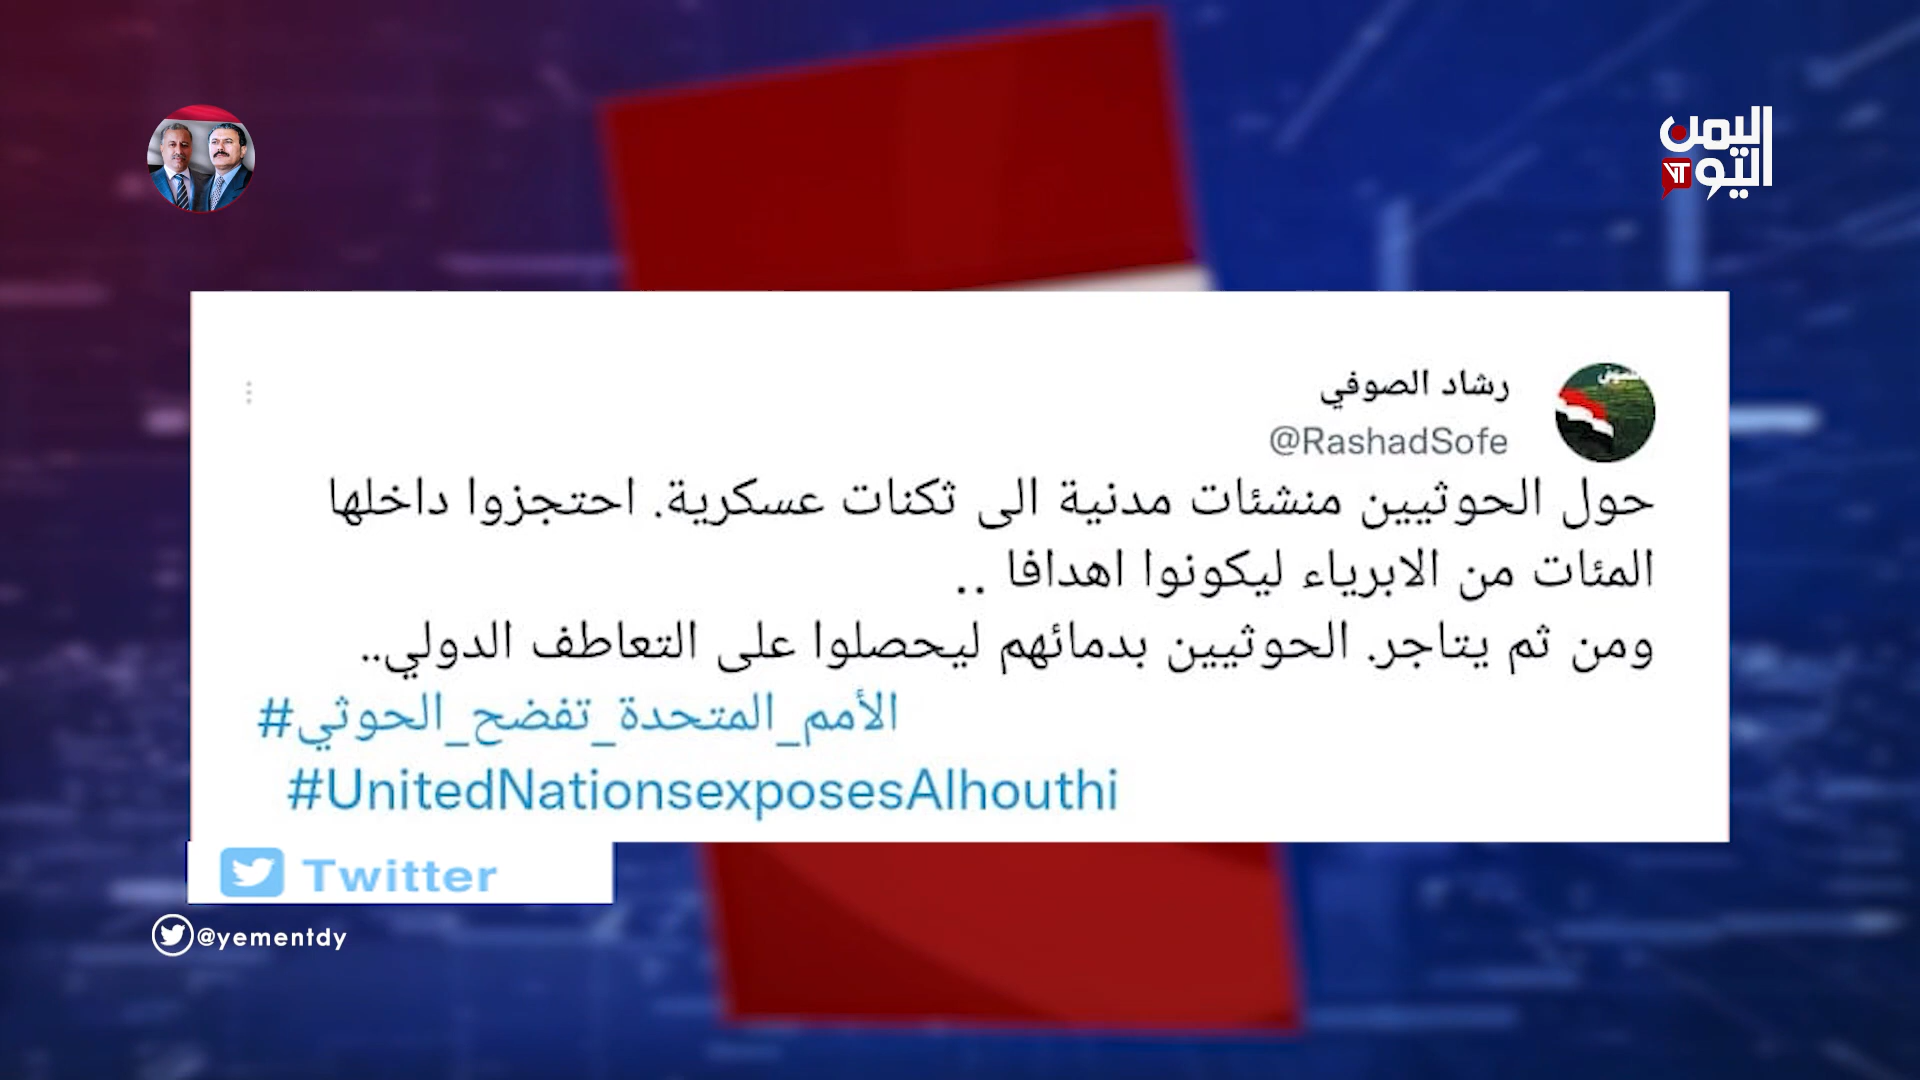 اليمن
اليوم
YT
رشاد الصوفي
@RashadSofe
حول الحوثيين منشئات مدنية الى ثكنات عسكرية. احتجزوا داخلها
المئات من الابرياء ليكونوا اهدافا ..
ومن ثم يتاجر. الحوثيين بدمائهم ليحصلوا على التعاطف الدولي..
#الأمم_المتحدة_تفضح_الحوثي
#UnitedNationsexposesAlhouthi
Twitter
@yementdy